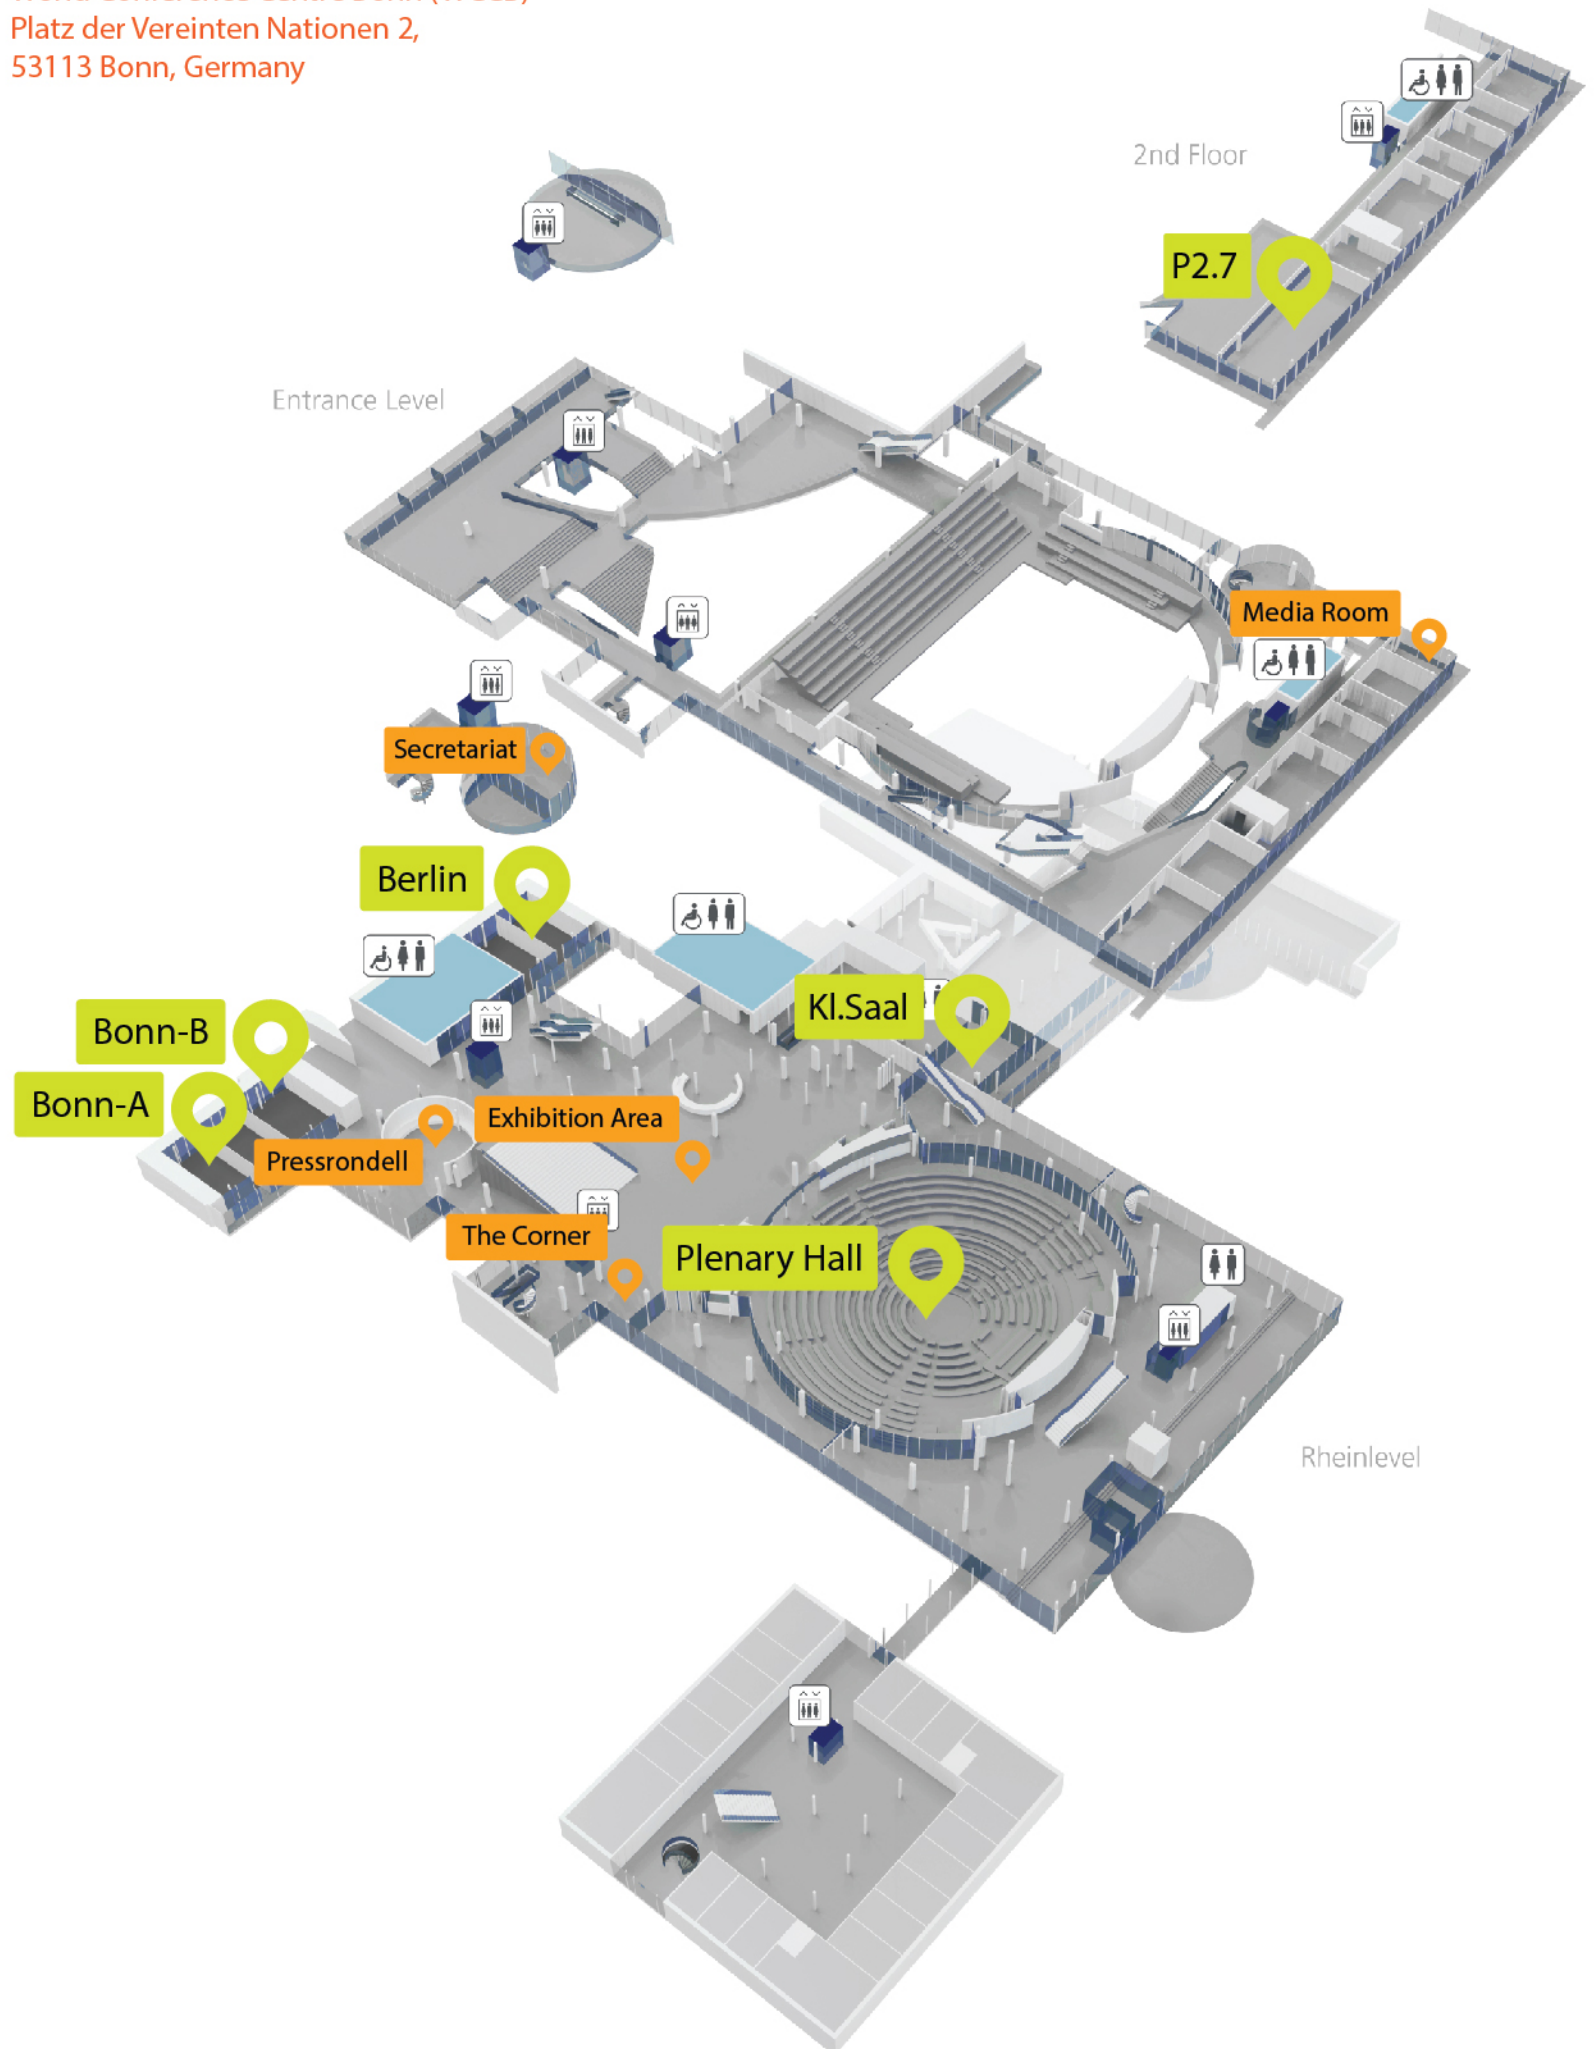 Platz der Vereinten Nationen 2,
53113 Bonn, Germany
2nd Floor
P2.7
Entrance Level
Media Room
Secretariat
Berlin
Kl.Saal
Bonn-B
Bonn-A
Exhibition Area
Pressrondell
The Corner
Plenary Hall
Rheinlevel